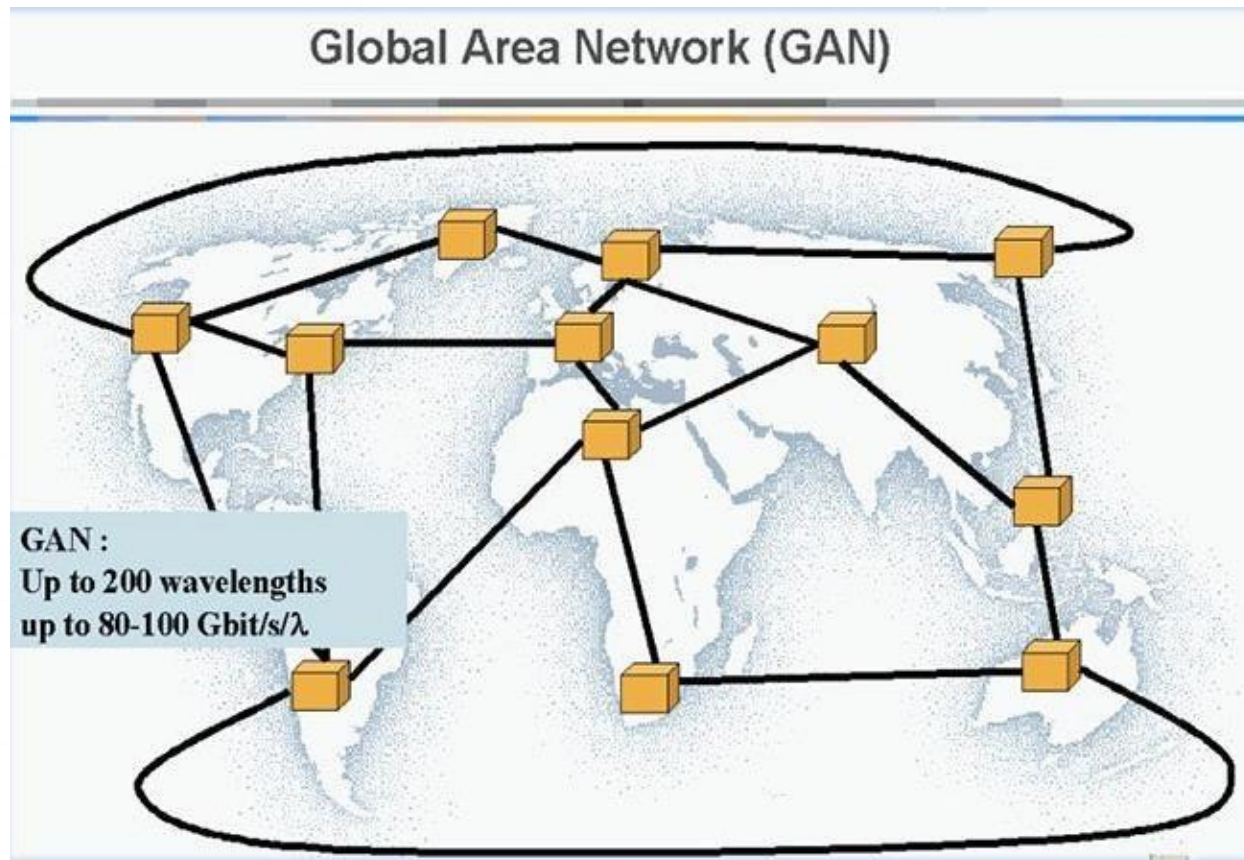 Global Area Network (GAN)
GAN :
Up to 200 wavelengths
up to 80-100 Gbit/s/λ